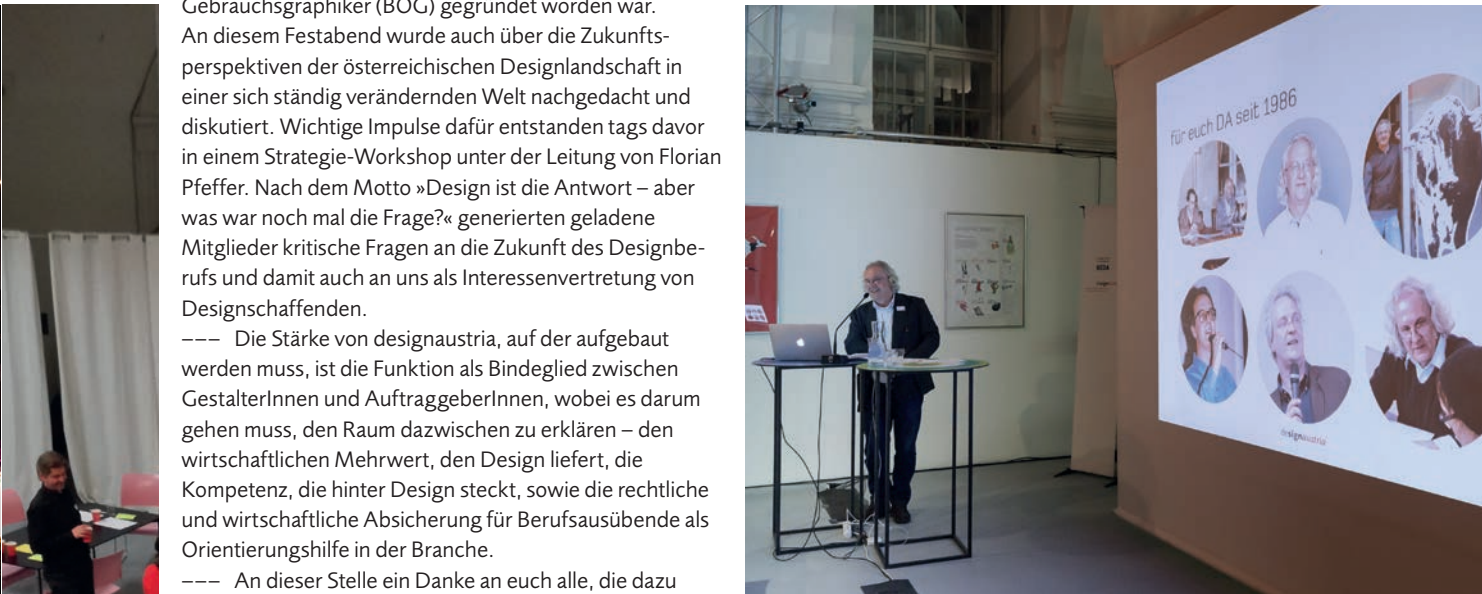 Gebrauchsgraphiker (BÖG) gegründet worden war.
An diesem Festabend wurde auch über die Zukunfts-
perspektiven der österreichischen Designlandschaft in
einer sich ständig verändernden Welt nachgedacht und
diskutiert. Wichtige Impulse dafür entstanden tags davor
in einem Strategie-Workshop unter der Leitung von Florian
Pfeffer. Nach dem Motto »Design ist die Antwort – aber
was war noch mal die Frage?« generierten geladene
Mitglieder kritische Fragen an die Zukunft des Designbe-
rufs und damit auch an uns als Interessenvertretung von
Designschaffenden.
––– Die Stärke von designaustria, auf der aufgebaut
werden muss, ist die Funktion als Bindeglied zwischen
GestalterInnen und AuftraggeberInnen, wobei es darum
gehen muss, den Raum dazwischen zu erklären – den
wirtschaftlichen Mehrwert, den Design liefert, die
Kompetenz, die hinter Design steckt, sowie die rechtliche
und wirtschaftliche Absicherung für Berufsausübende als
Orientierungshilfe in der Branche.
––– An dieser Stelle ein Danke an euch alle, die dazu
für euch DA seit 1986
designaustria